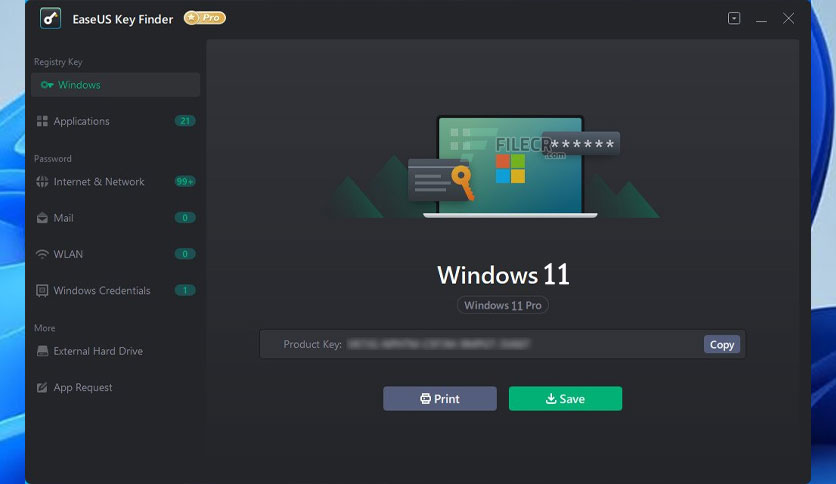 EaseUS Key Finder Pro
Registry Key
Windows
Applications 21
Password
Internet & Network 99+
Mail 0
WLAN 0
Windows Credentials 1
More
External Hard Drive
App Request
FILECR
.com
******
Windows 11
Windows 11 Pro
Product Key:
Copy
Print
Save